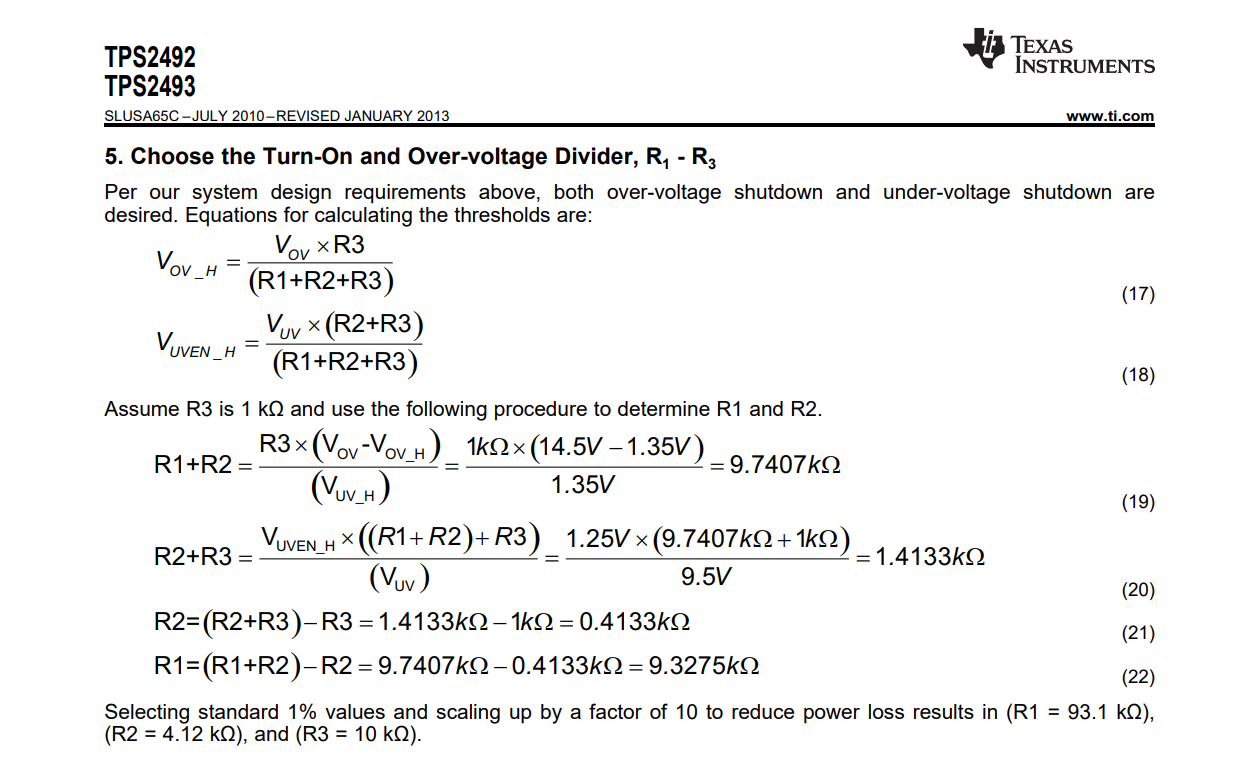 TPS2492
TPS2493
TEXAS
INSTRUMENTS
SLUSA65C–JULY 2010–REVISED JANUARY 2013
www.ti.com
5. Choose the Turn-On and Over-voltage Divider, R₁ - R₃
Per our system design requirements above, both over-voltage shutdown and under-voltage shutdown are
desired. Equations for calculating the thresholds are:
V_OV_H = (V_OV × R3) / (R1+R2+R3)
(17)
V_UVEN_H = (V_UV × (R2+R3)) / (R1+R2+R3)
(18)
Assume R3 is 1 kΩ and use the following procedure to determine R1 and R2.
R1+R2 = (R3 × (V_OV - V_OV_H)) / (V_UV_H) = (1kΩ × (14.5V – 1.35V)) / 1.35V = 9.7407kΩ
(19)
R2+R3 = (V_UVEN_H × ((R1+R2)+R3)) / (V_UV) = (1.25V × (9.7407kΩ + 1kΩ)) / 9.5V = 1.4133kΩ
(20)
R2=(R2+R3)–R3 = 1.4133kΩ – 1kΩ = 0.4133kΩ
(21)
R1=(R1+R2)–R2 = 9.7407kΩ – 0.4133kΩ = 9.3275kΩ
(22)
Selecting standard 1% values and scaling up by a factor of 10 to reduce power loss results in (R1 = 93.1 kΩ),
(R2 = 4.12 kΩ), and (R3 = 10 kΩ).